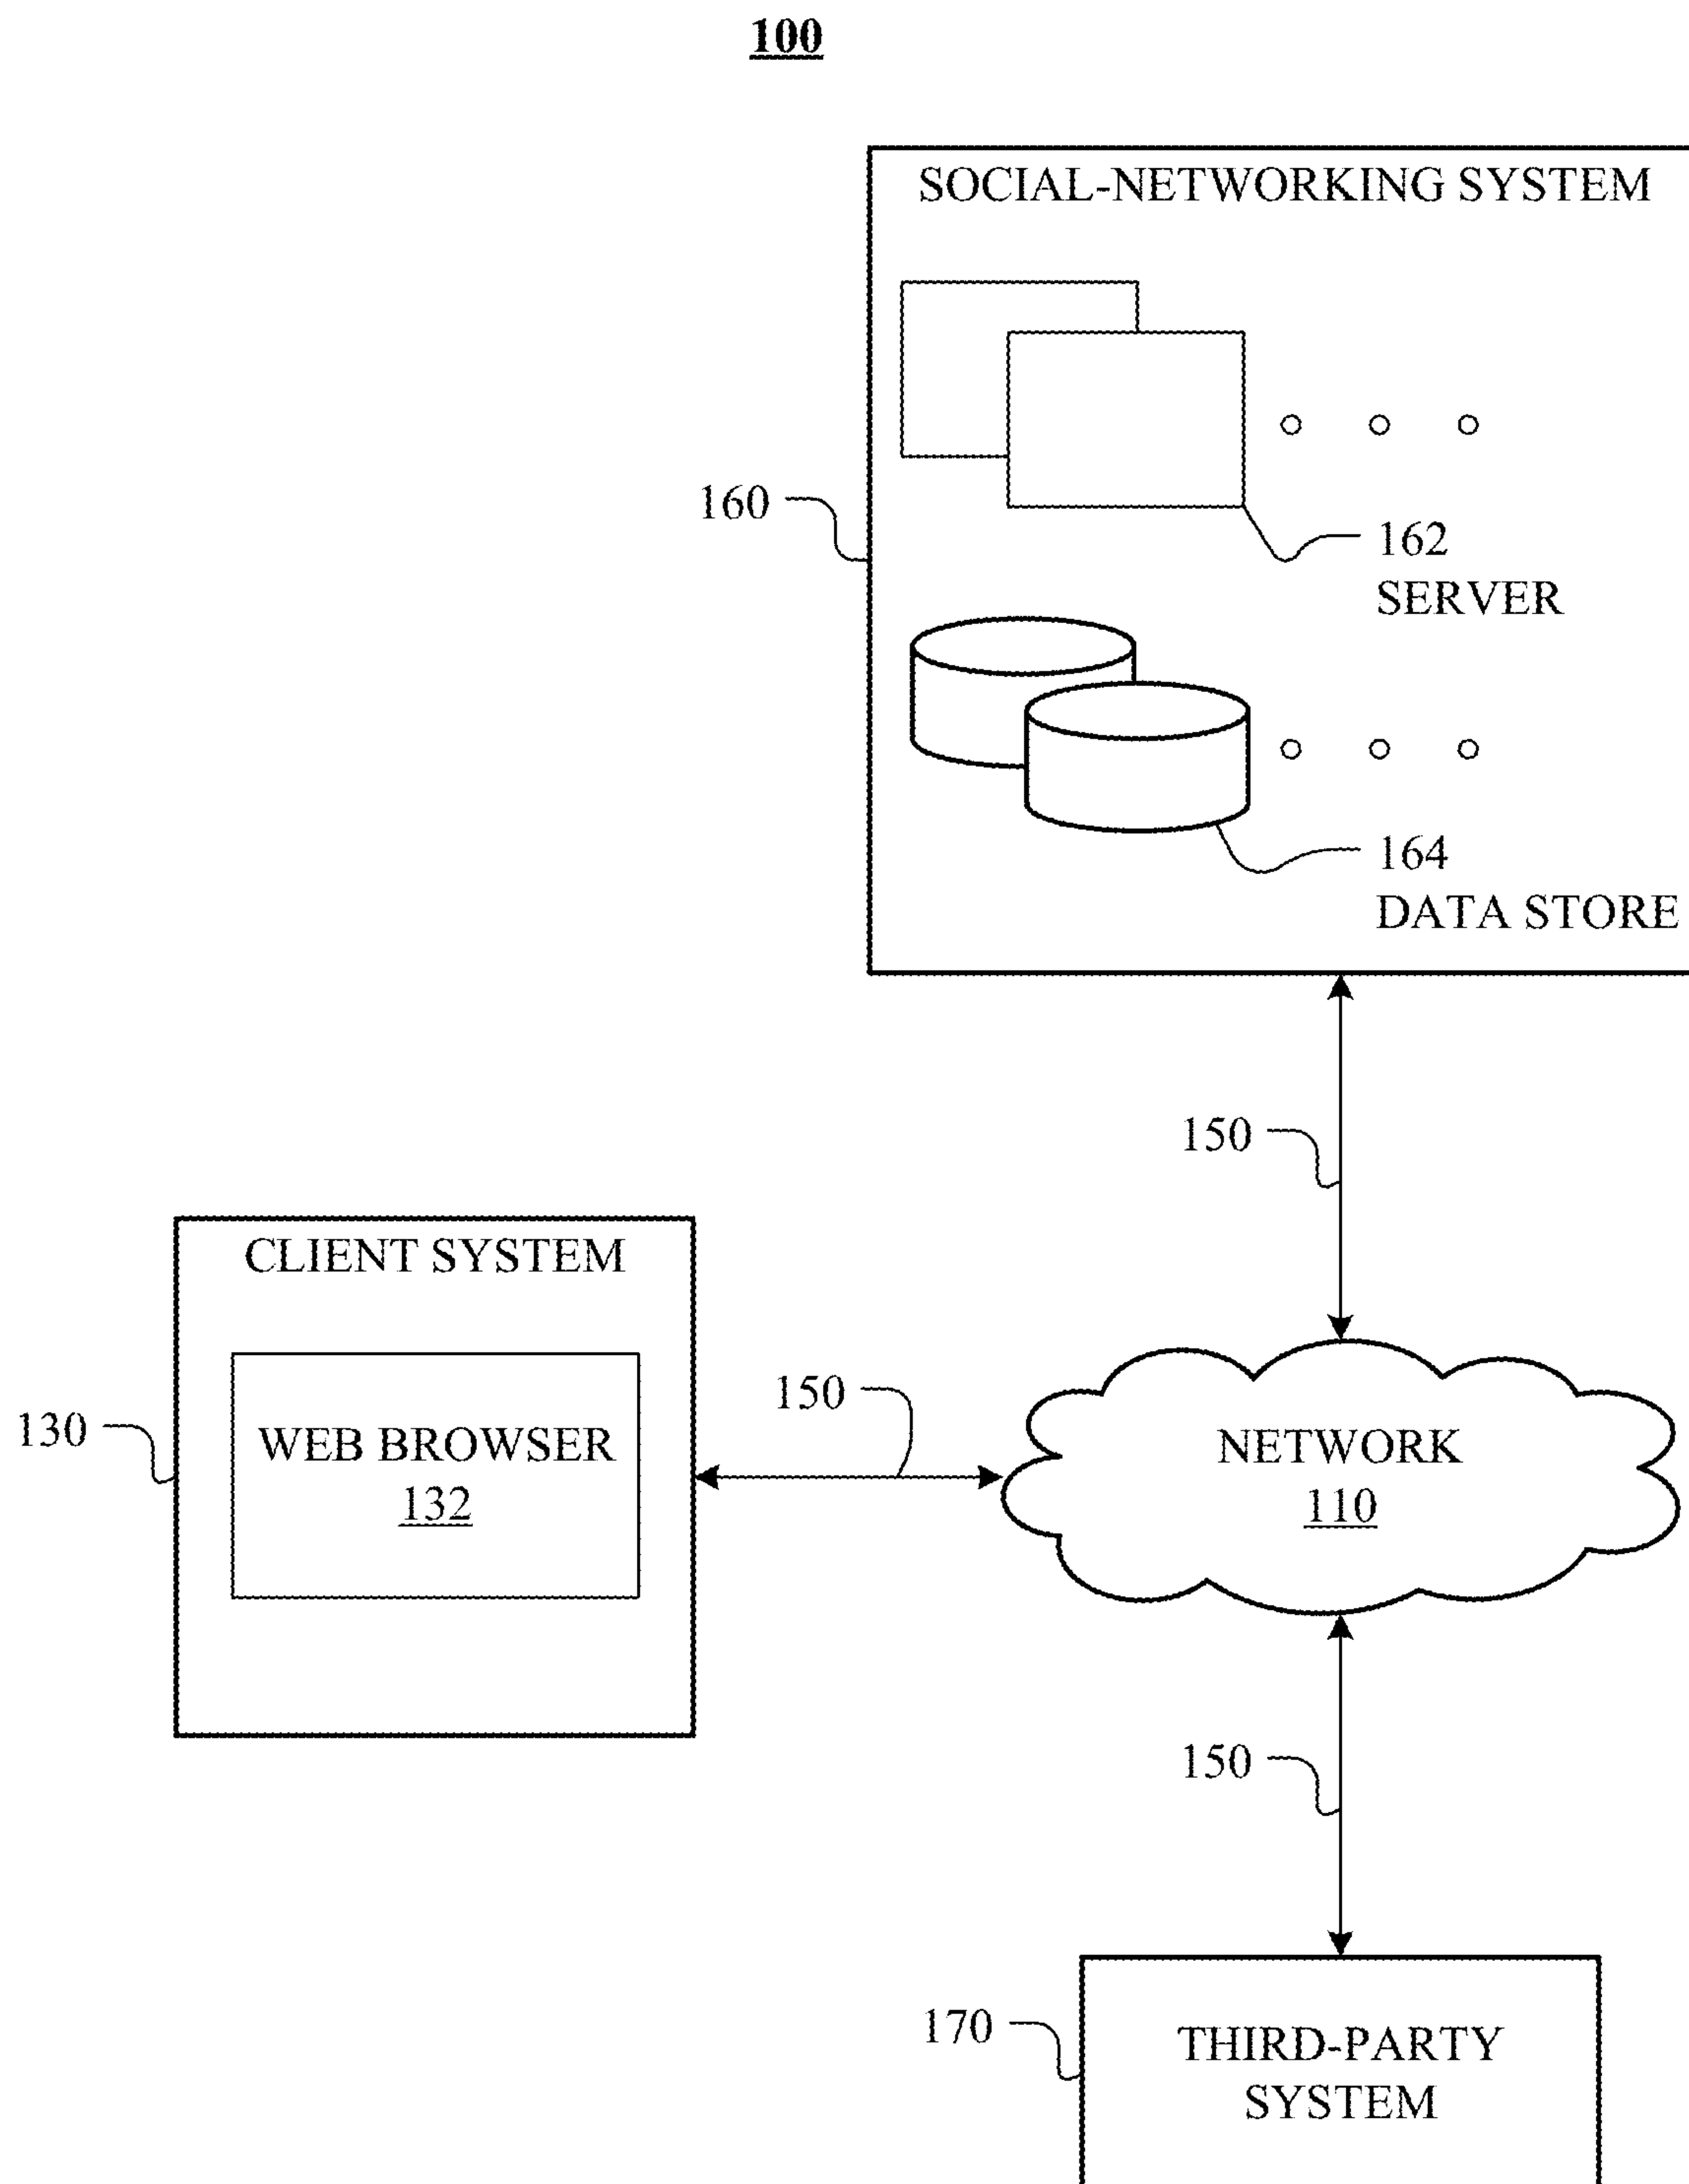 100
SOCIAL-NETWORKING SYSTEM
160
162
SERVER
164
DATA STORE
150
CLIENT SYSTEM
130
WEB BROWSER
132
150
NETWORK
110
150
170
THIRD-PARTY
SYSTEM